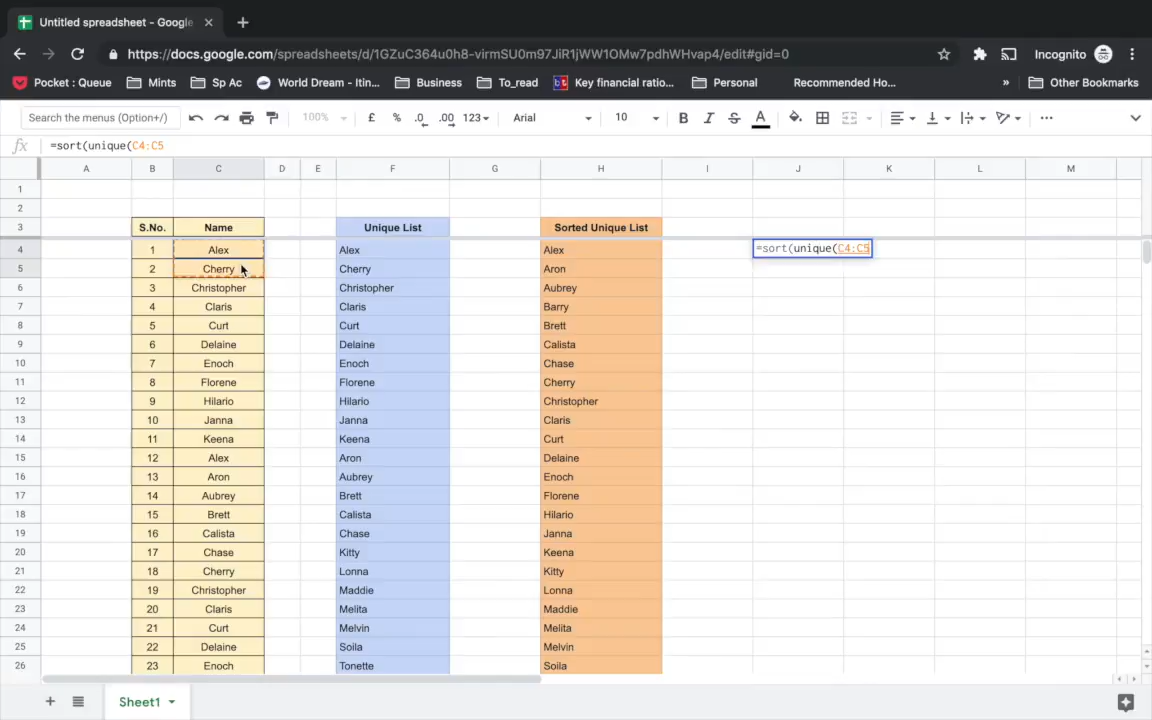 Untitled spreadsheet - Google
https://docs.google.com/spreadsheets/d/1GZuC364u0h8-virmSU0m97JiR1jWW1OMw7pdhWHvap4/edit#gid=0
Incognito
Pocket : Queue Mints Sp Ac World Dream - Itin... Business To_read Key financial ratio... Personal Recommended Ho... » Other Bookmarks
Search the menus (Option+/) 100% £ % .0 .00 123 Arial 10 B I S A ...
fx =sort(unique(C4:C5
A B C D E F G H I J K L M
1
2
3 S.No. Name Unique List Sorted Unique List
4 1 Alex Alex Alex =sort(unique(C4:C5
5 2 Cherry Cherry Aron
6 3 Christopher Christopher Aubrey
7 4 Claris Claris Barry
8 5 Curt Curt Brett
9 6 Delaine Delaine Calista
10 7 Enoch Enoch Chase
11 8 Florene Florene Cherry
12 9 Hilario Hilario Christopher
13 10 Janna Janna Claris
14 11 Keena Keena Curt
15 12 Alex Aron Delaine
16 13 Aron Aubrey Enoch
17 14 Aubrey Brett Florene
18 15 Brett Calista Hilario
19 16 Calista Chase Janna
20 17 Chase Kitty Keena
21 18 Cherry Lonna Kitty
22 19 Christopher Maddie Lonna
23 20 Claris Melita Maddie
24 21 Curt Melvin Melita
25 22 Delaine Soila Melvin
26 23 Enoch Tonette Soila
Sheet1